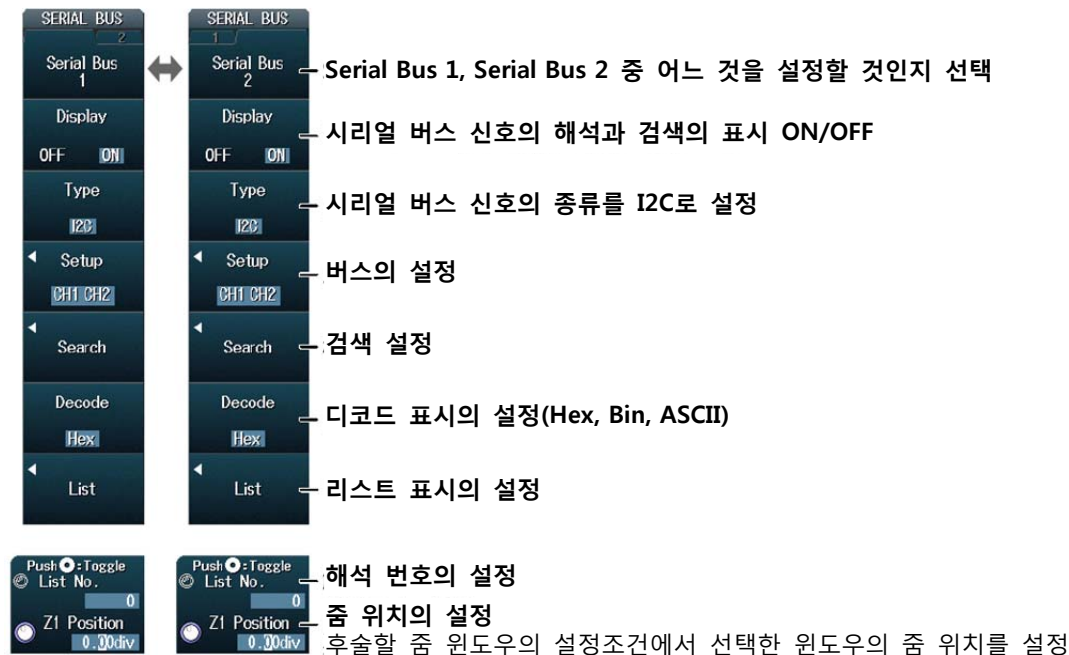 SERIAL BUS
2
Serial Bus
1
Display
OFF ON
Type
I2C
Setup
CH1 CH2
Search
Decode
Hex
List
SERIAL BUS
1
Serial Bus
2
Display
OFF ON
Type
I2C
Setup
CH1 CH2
Search
Decode
Hex
List
Serial Bus 1, Serial Bus 2 중 어느 것을 설정할 것인지 선택
시리얼 버스 신호의 해석과 검색의 표시 ON/OFF
시리얼 버스 신호의 종류를 I2C로 설정
버스의 설정
검색 설정
디코드 표시의 설정(Hex, Bin, ASCII)
리스트 표시의 설정
Push :Toggle
List No.
0
Z1 Position
0.00div
Push :Toggle
List No.
0
Z1 Position
0.00div
해석 번호의 설정
줌 위치의 설정
후술할 줌 윈도우의 설정조건에서 선택한 윈도우의 줌 위치를 설정